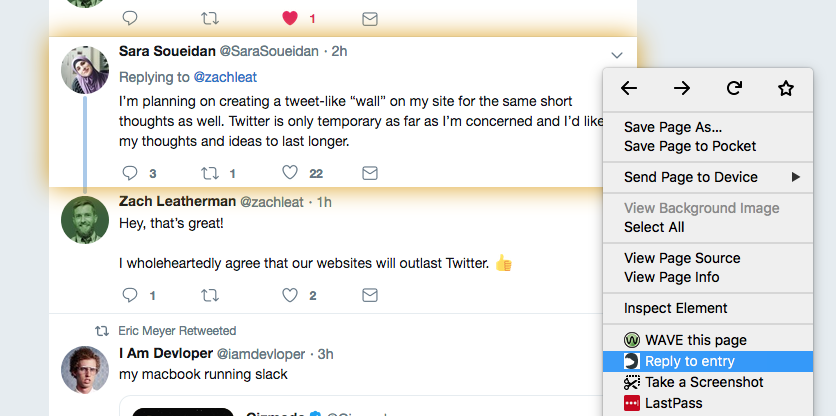 1
Sara Soueidan @SaraSoueidan · 2h
Replying to @zachleat
I'm planning on creating a tweet-like “wall” on my site for the same short
thoughts as well. Twitter is only temporary as far as I'm concerned and I'd like
my thoughts and ideas to last longer.
3 1 22
Zach Leatherman @zachleat · 1h
Hey, that's great!
I wholeheartedly agree that our websites will outlast Twitter. 👍
1 2
Eric Meyer Retweeted
I Am Devloper @iamdevloper · 3h
my macbook running slack
Save Page As...
Save Page to Pocket
Send Page to Device
View Background Image
Select All
View Page Source
View Page Info
Inspect Element
WAVE this page
Reply to entry
Take a Screenshot
LastPass